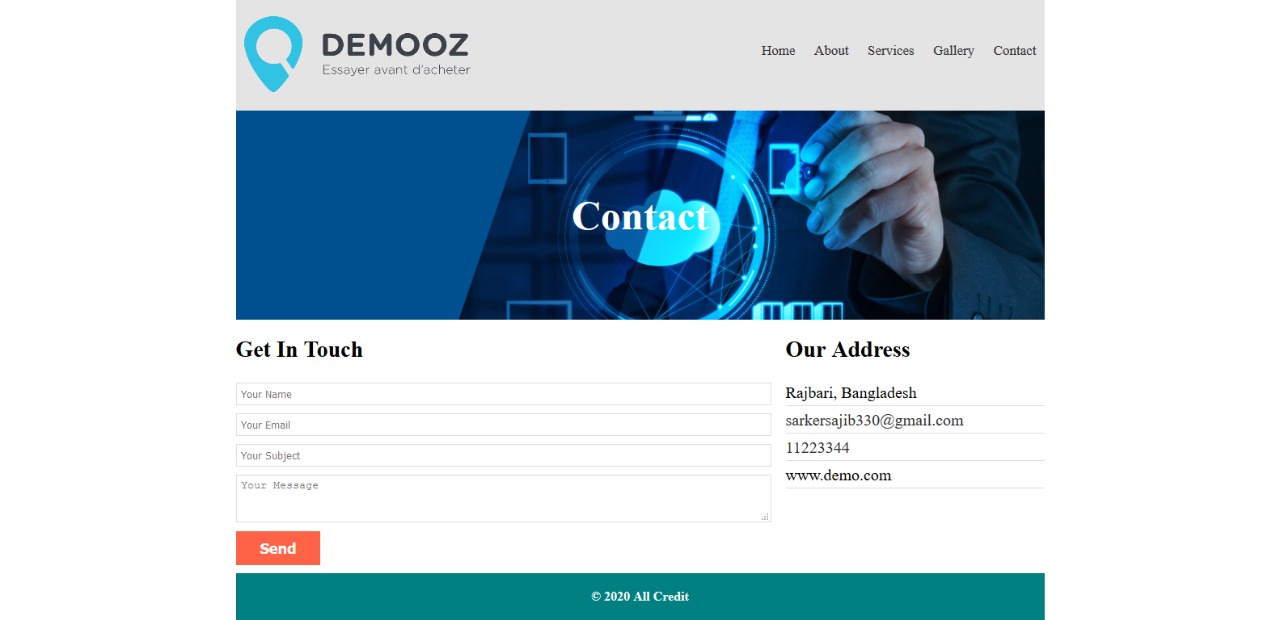 DEMOOZ
Essayer avant d'acheter
Home About Services Gallery Contact
Contact
Get In Touch
Your Name
Your Email
Your Subject
Your Message
Send
Our Address
Rajbari, Bangladesh
sarkersajib330@gmail.com
11223344
www.demo.com
© 2020 All Credit